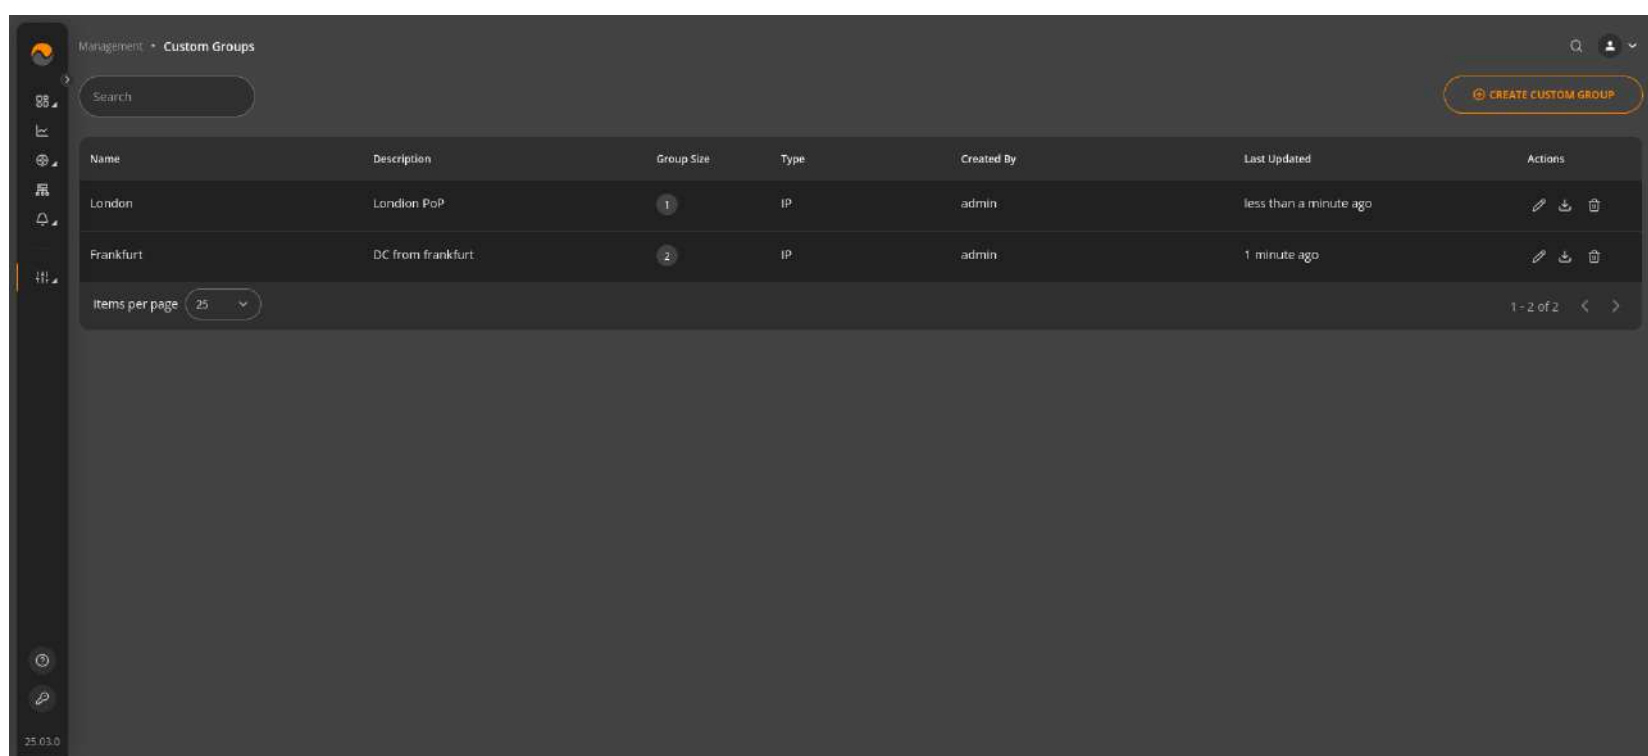 Management • Custom Groups
Search
CREATE CUSTOM GROUP
Name Description Group Size Type Created By Last Updated Actions
London Londion PoP 1 IP admin less than a minute ago
Frankfurt DC from frankfurt 2 IP admin 1 minute ago
Items per page 25 1 - 2 of 2
25.03.0